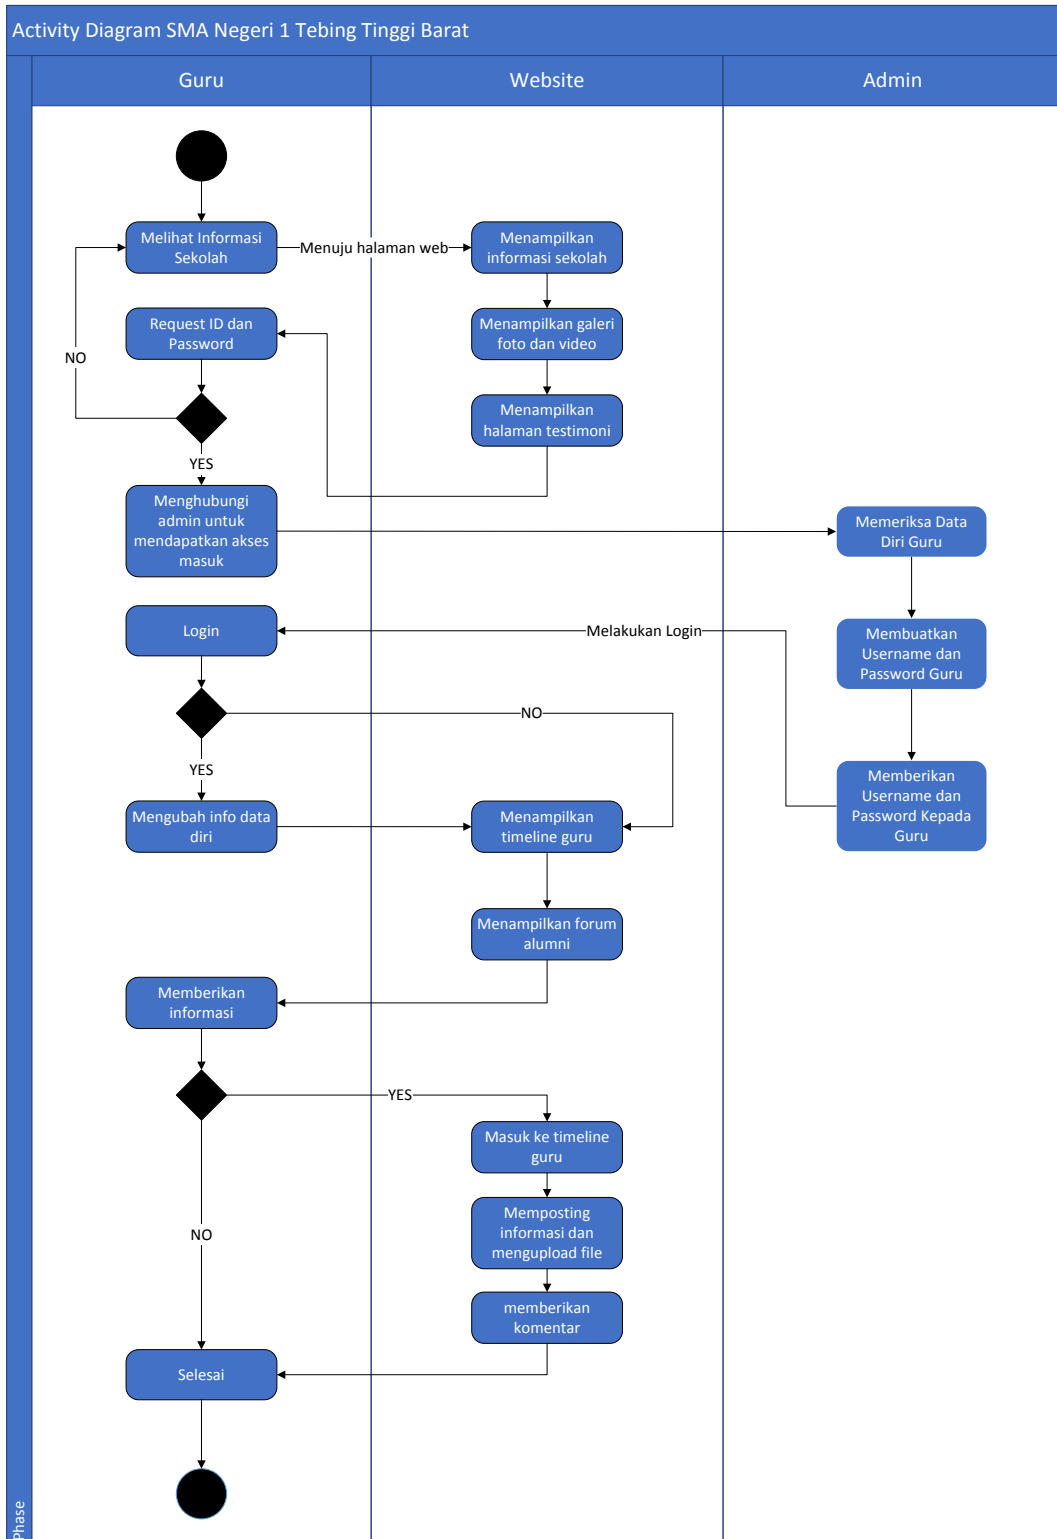 Activity Diagram SMA Negeri 1 Tebing Tinggi Barat
Guru
Website
Admin
Melihat Informasi
Sekolah
Menuju halaman web
Menampilkan
informasi sekolah
Request ID dan
Password
Menampilkan galeri
foto dan video
NO
Menampilkan
halaman testimoni
YES
Menghubungi
admin untuk
mendapatkan akses
masuk
Memeriksa Data
Diri Guru
Login
Melakukan Login
Membuatkan
Username dan
Password Guru
NO
YES
Mengubah info data
diri
Menampilkan
timeline guru
Memberikan
Username dan
Password Kepada
Guru
Menampilkan forum
alumni
Memberikan
informasi
YES
Masuk ke timeline
guru
NO
Memposting
informasi dan
mengupload file
memberikan
komentar
Selesai
Phase